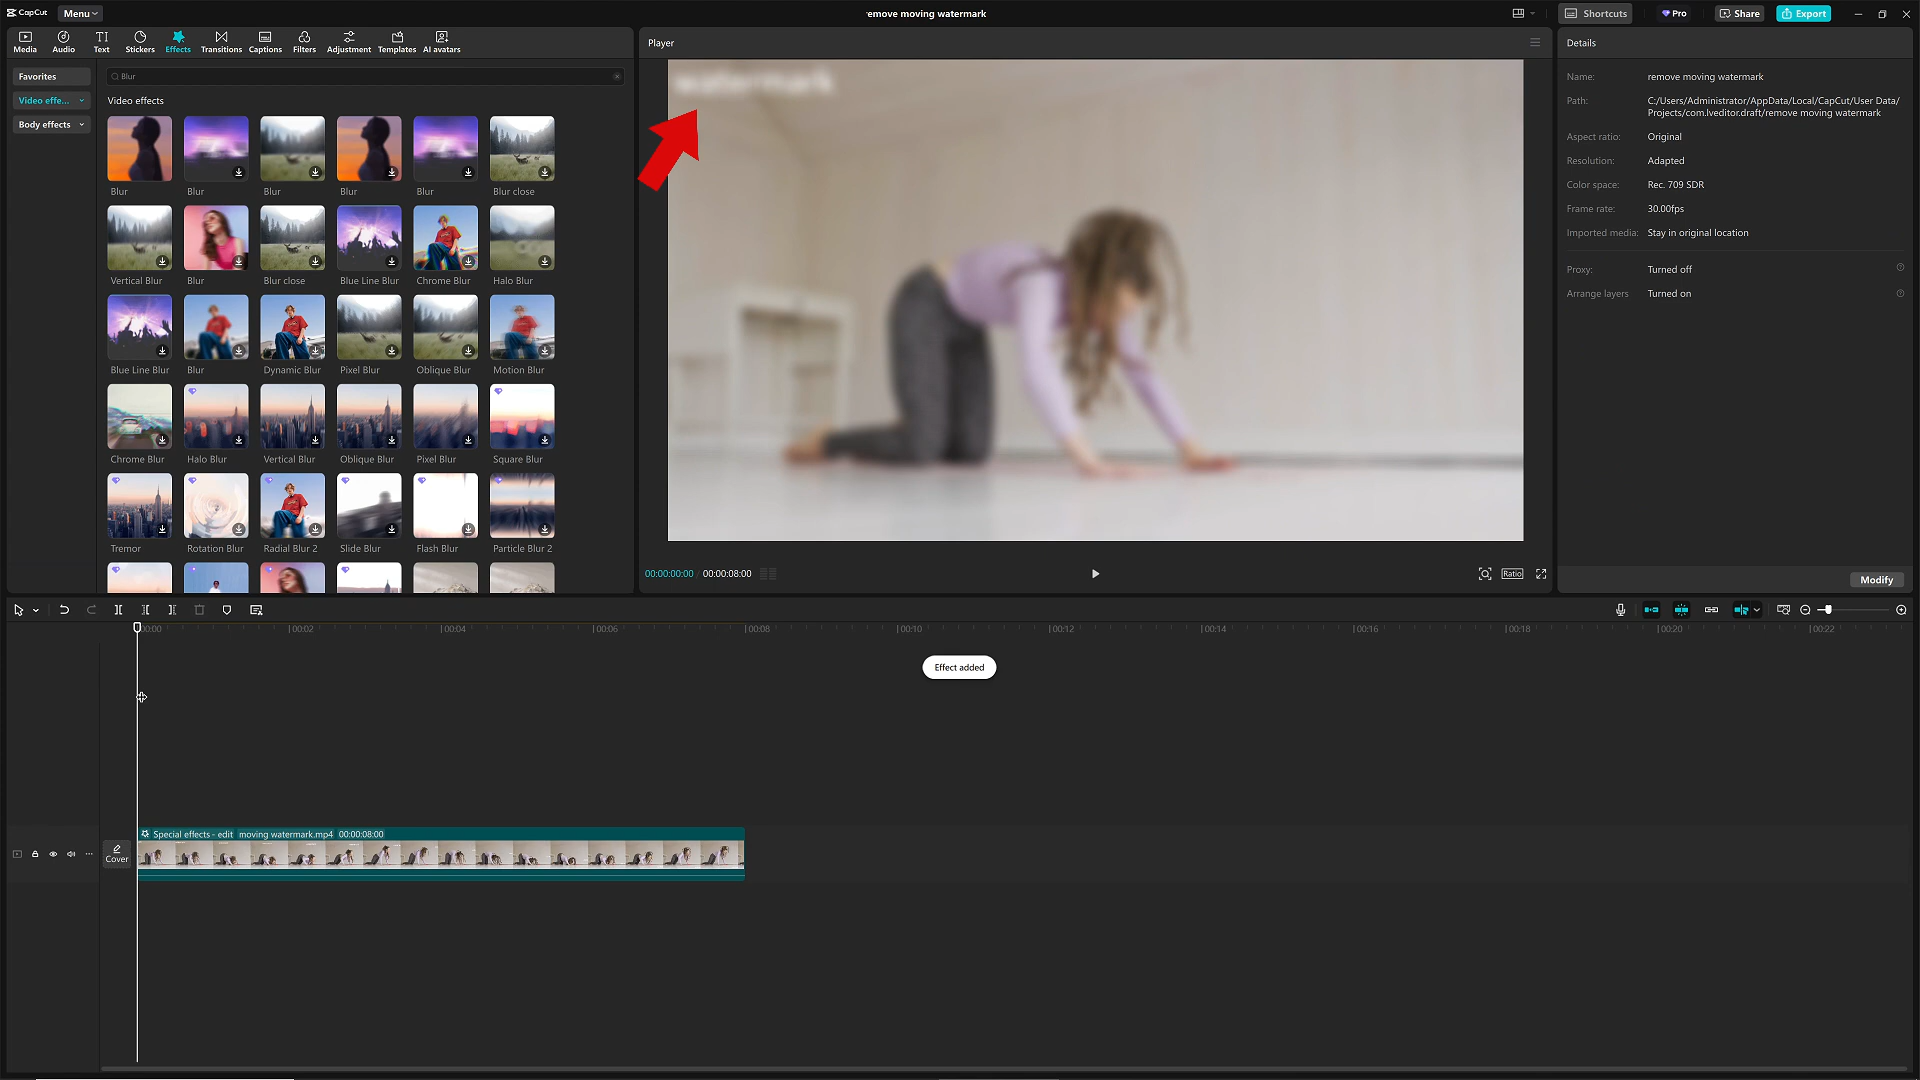 CapCut
Menu
remove moving watermark
Shortcuts
Pro
Share
Export
Media
Audio
Text
Stickers
Effects
Transitions
Captions
Filters
Adjustment
Templates
AI avatars
Favorites
Video effe...
Body effects
Blur
Video effects
Blur
Blur
Blur
Blur
Blur
Blur close
Vertical Blur
Blur
Blur close
Blue Line Blur
Chrome Blur
Halo Blur
Blue Line Blur
Blur
Dynamic Blur
Pixel Blur
Oblique Blur
Motion Blur
Chrome Blur
Halo Blur
Vertical Blur
Oblique Blur
Pixel Blur
Square Blur
Tremor
Rotation Blur
Radial Blur 2
Slide Blur
Flash Blur
Particle Blur 2
Player
watermark
00:00:00:00 / 00:00:08:00
Ratio
Details
Name: remove moving watermark
Path: C:/Users/Administrator/AppData/Local/CapCut/User Data/
Projects/com.lveditor.draft/remove moving watermark
Aspect ratio: Original
Resolution: Adapted
Color space: Rec. 709 SDR
Frame rate: 30.00fps
Imported media: Stay in original location
Proxy: Turned off
Arrange layers Turned on
Modify
00:00 00:02 00:04 00:06 00:08 00:10 00:12 00:14 00:16 00:18 00:20 00:22
Effect added
Special effects - edit moving watermark.mp4 00:00:08:00
Cover